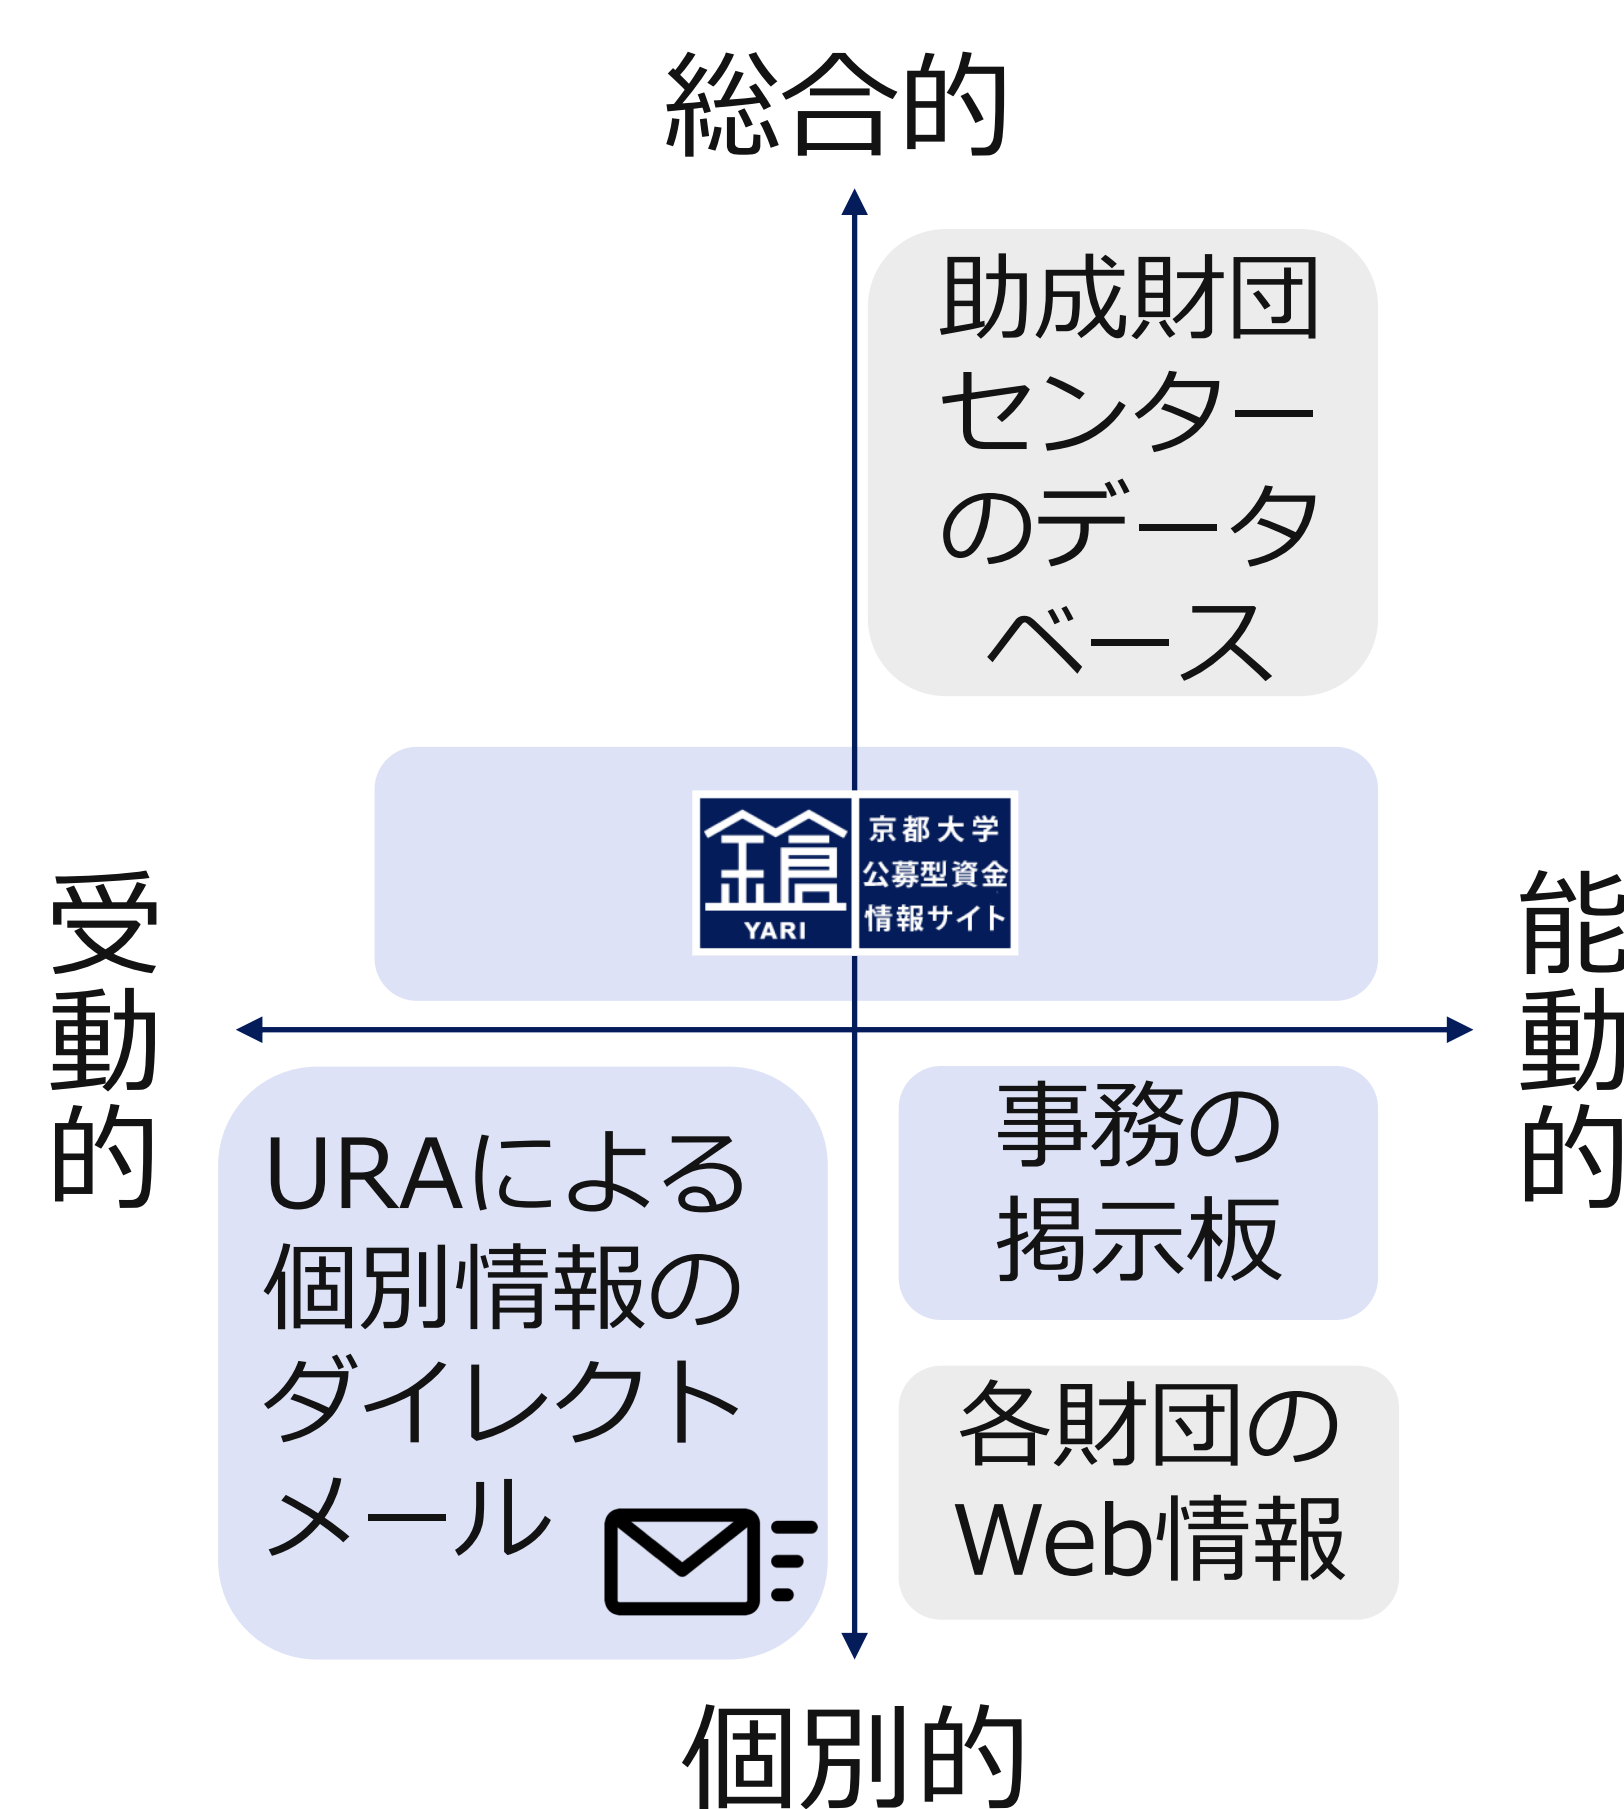 総合的
助成財団
センター
のデータ
ベース
鎗
YARI
京都大学
公募型資金
情報サイト
受動的
能動的
URAによる
個別情報の
ダイレクト
メール
事務の
掲示板
各財団の
Web情報
個別的